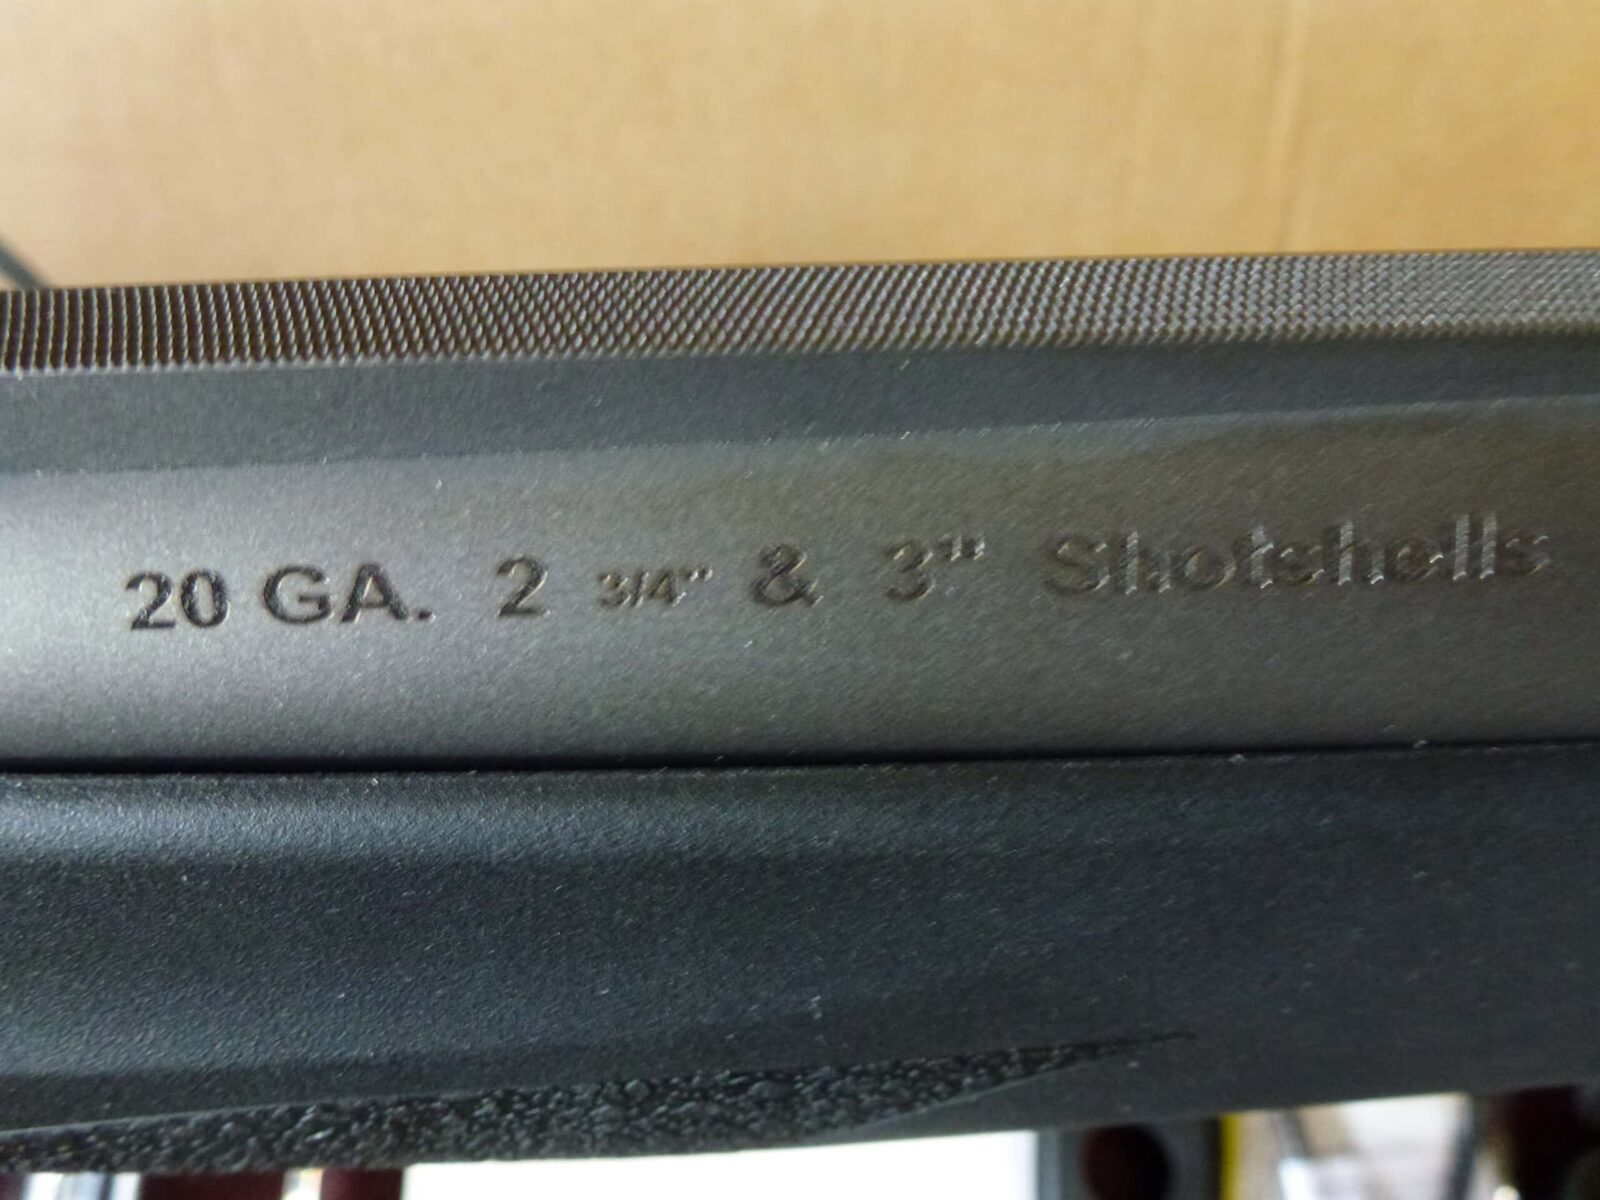 20 GA. 2 3/4" & 3" Shotshells